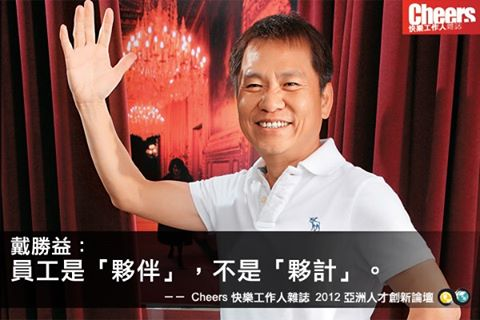 Cheers
快樂工作人雜誌
戴勝益：
員工是「夥伴」，不是「夥計」。
－－ Cheers 快樂工作人雜誌 2012 亞洲人才創新論壇